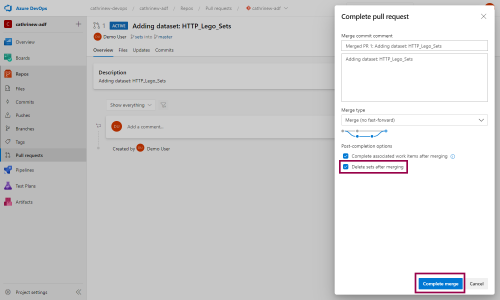 Azure DevOps
cathrinew-devops / cathrinew-adf / Repos / Pull requests / cathrinew-adf
cathrinew-adf
Overview
Boards
Repos
Files
Commits
Pushes
Branches
Tags
Pull requests
Pipelines
Test Plans
Artifacts
Project settings
1 ACTIVE Adding dataset: HTTP_Lego_Sets
Demo User sets into master
Overview Files Updates Commits
Description
Adding dataset: HTTP_Lego_Sets
Show everything
Add a comment...
Created by Demo User
Complete pull request
Merge commit comment
Merged PR 1: Adding dataset: HTTP_Lego_Sets
Adding dataset: HTTP_Lego_Sets
Merge type
Merge (no fast-forward)
Post-completion options
Complete associated work items after merging
Delete sets after merging
Complete merge Cancel